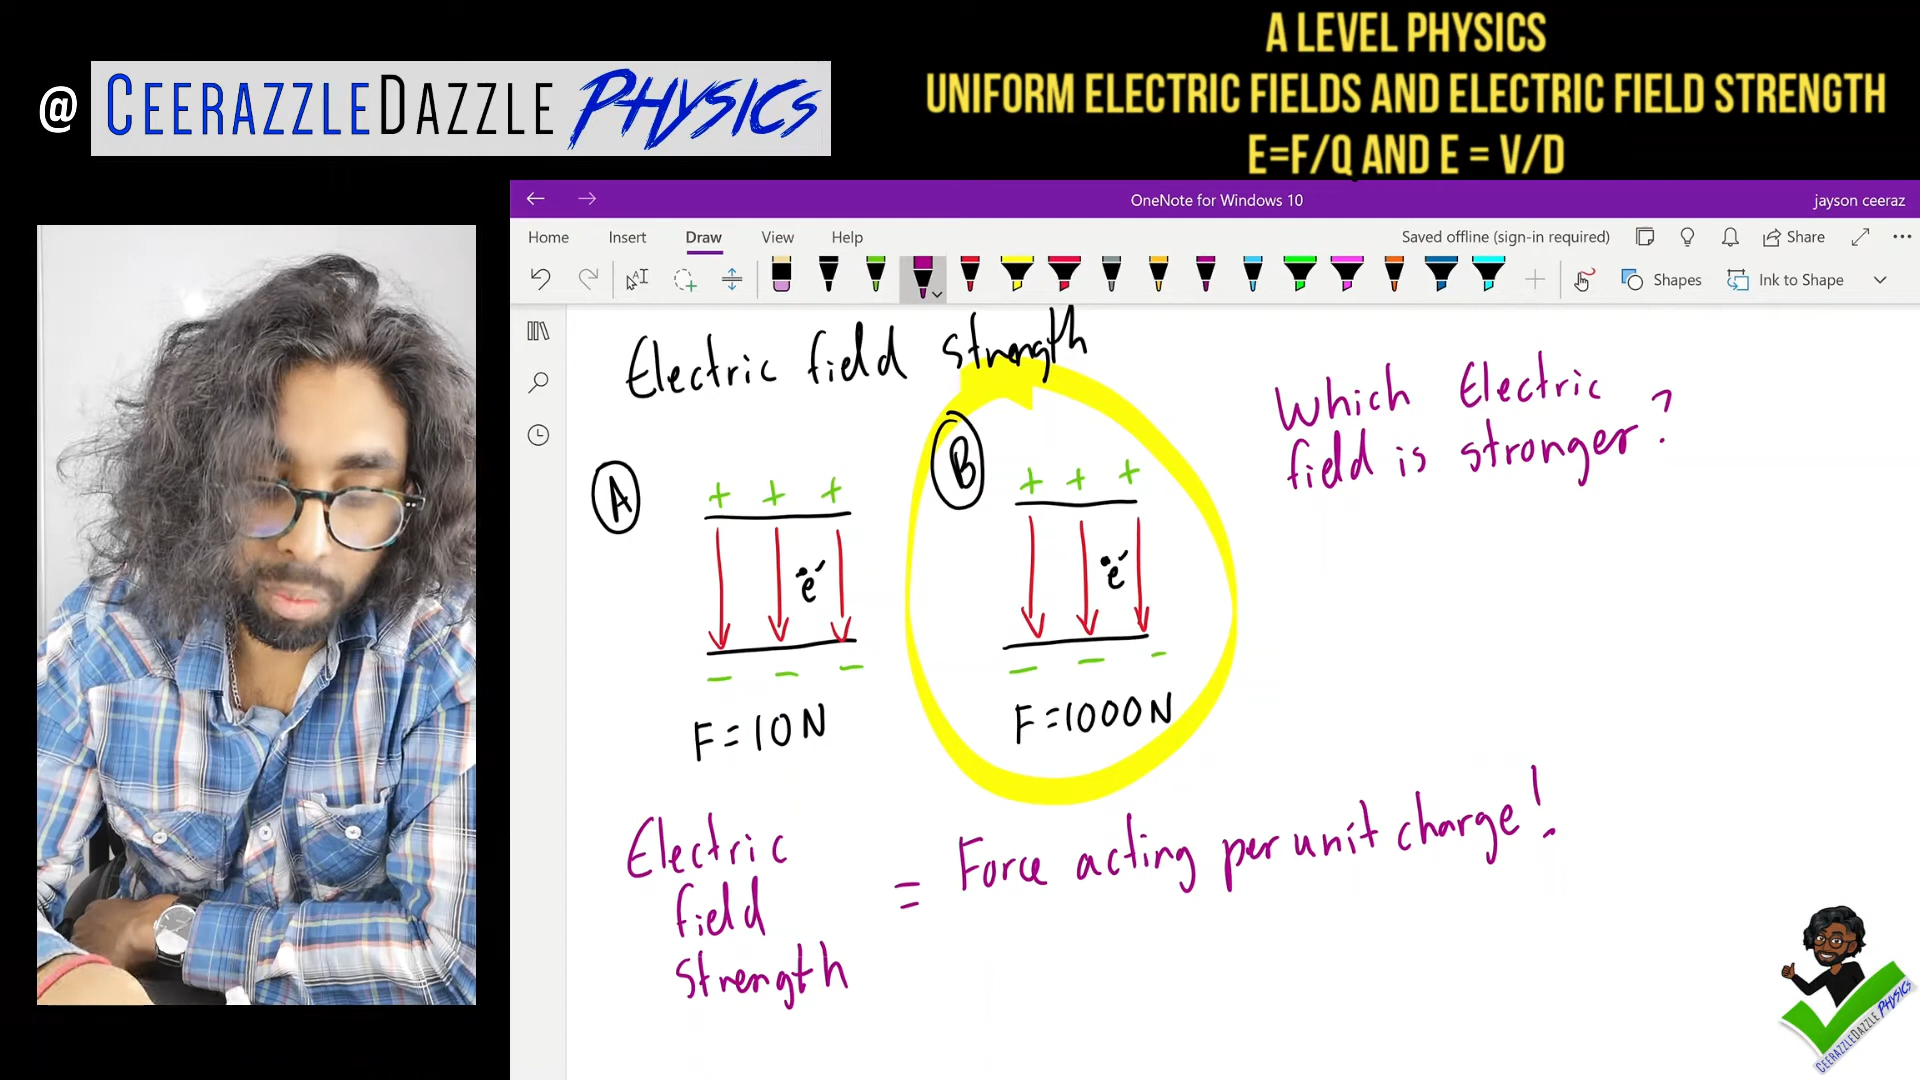 A LEVEL PHYSICS
UNIFORM ELECTRIC FIELDS AND ELECTRIC FIELD STRENGTH
E=F/Q AND E = V/D
@ CEERAZZLEDAZZLE PHYSICS
OneNote for Windows 10
jayson ceeraz
Home Insert Draw View Help
Saved offline (sign-in required)
Share
Shapes
Ink to Shape
Electric field strength
Which Electric
field is stronger?
A
B
+ + +
+ + +
e⁻
e⁻
− − −
− − −
F = 10 N
F = 1000 N
Electric
field
strength
= Force acting per unit charge!
CEERAZZLEDAZZLE PHYSICS